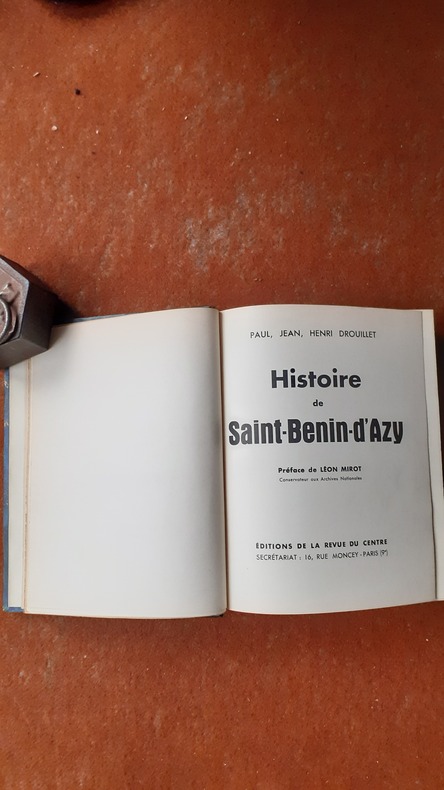 PAUL, JEAN, HENRI DROUILLET
Histoire
de
Saint-Benin-d'Azy
Préface de LÉON MIROT
Conservateur aux Archives Nationales
ÉDITIONS DE LA REVUE DU CENTRE
SECRÉTARIAT : 16, RUE MONCEY - PARIS (9e)